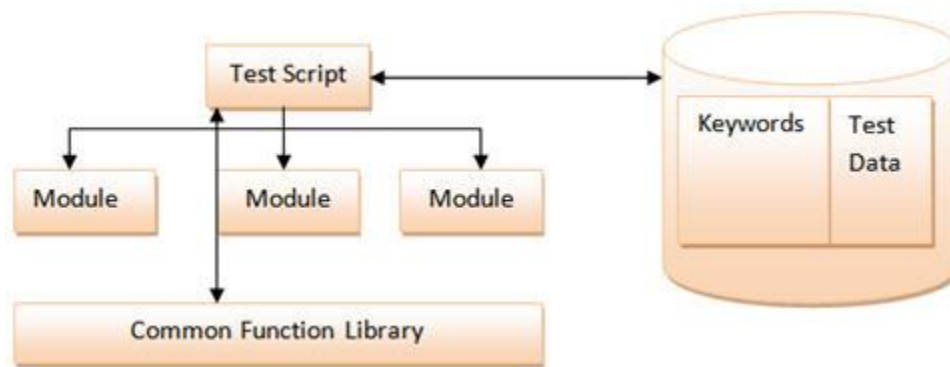 Test Script
Keywords
Test
Data
Module
Module
Module
Common Function Library